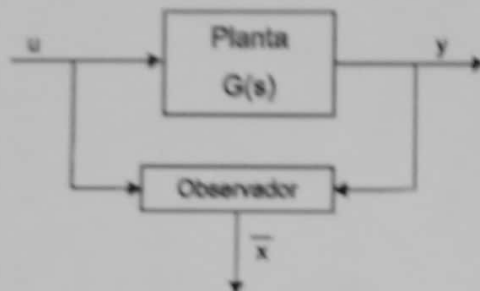 u
Planta
y
G(s)
Observador
x̅